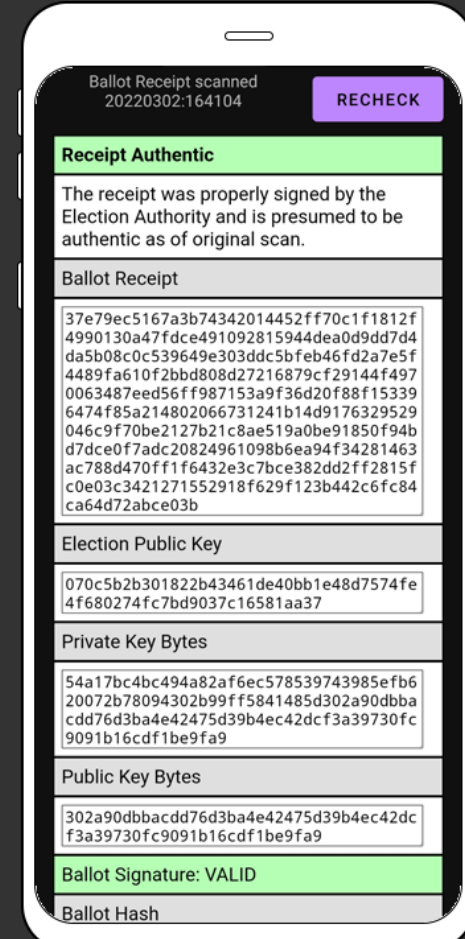 Ballot Receipt scanned
20220302:164104
RECHECK
Receipt Authentic
The receipt was properly signed by the
Election Authority and is presumed to be
authentic as of original scan.
Ballot Receipt
37e79ec5167a3b74342014452ff70c1f1812f
4990130a47fdce491092815944dea0d9dd7d4
da5b08c0c539649e303ddc5bfeb46fd2a7e5f
4489fa610f2bbd808d27216879cf29144f497
0063487eed56ff987153a9f36d20f88f15339
6474f85a214802066731241b14d9176329529
046c9f70be2127b21c8ae519a0be91850f94b
d7dce0f7adc20824961098b6ea94f34281463
ac788d470ff1f6432e3c7bce382dd2ff2815f
c0e03c3421271552918f629f123b442c6fc84
ca64d72abce03b
Election Public Key
070c5b2b301822b43461de40bb1e48d7574fe
4f680274fc7bd9037c16581aa37
Private Key Bytes
54a17bc4bc494a82af6ec578539743985efb6
20072b78094302b99ff5841485d302a90dbba
cdd76d3ba4e42475d39b4ec42dcf3a39730fc
9091b16cdf1be9fa9
Public Key Bytes
302a90dbbacdd76d3ba4e42475d39b4ec42dc
f3a39730fc9091b16cdf1be9fa9
Ballot Signature: VALID
Ballot Hash